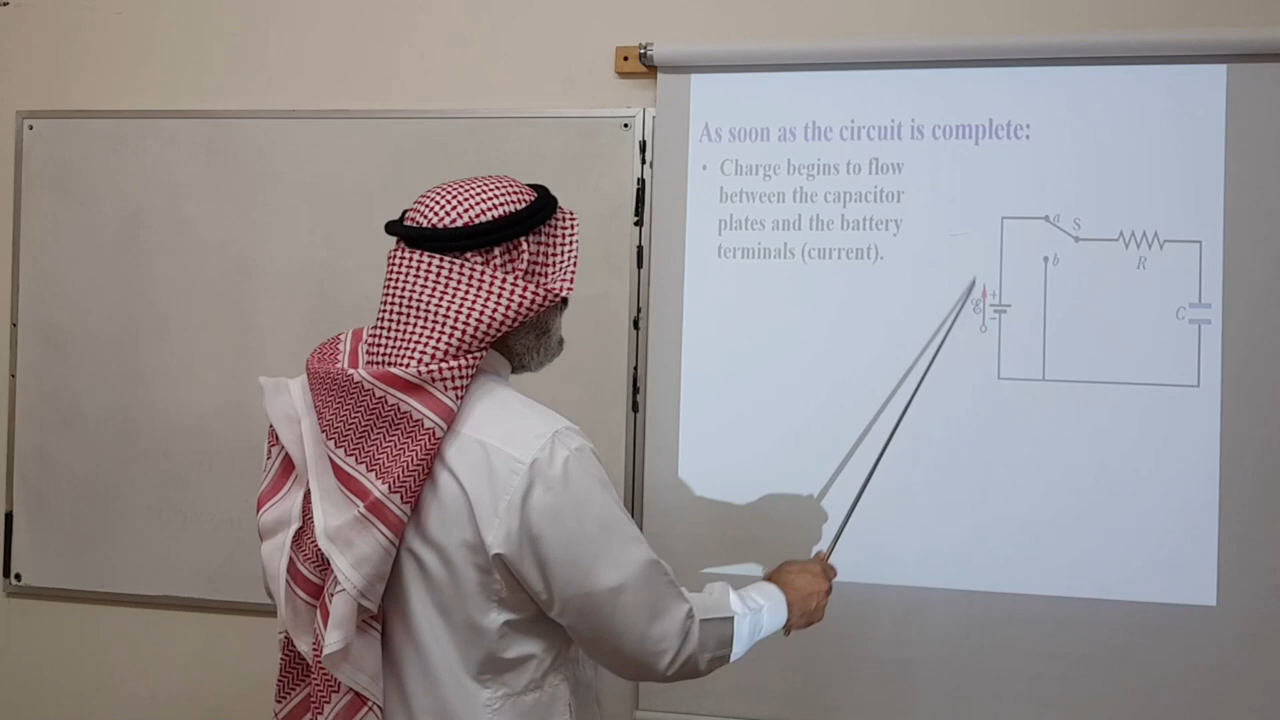 As soon as the circuit is complete:
• Charge begins to flow
between the capacitor
plates and the battery
terminals (current).
a
S
b
R
ℰ
+
−
C